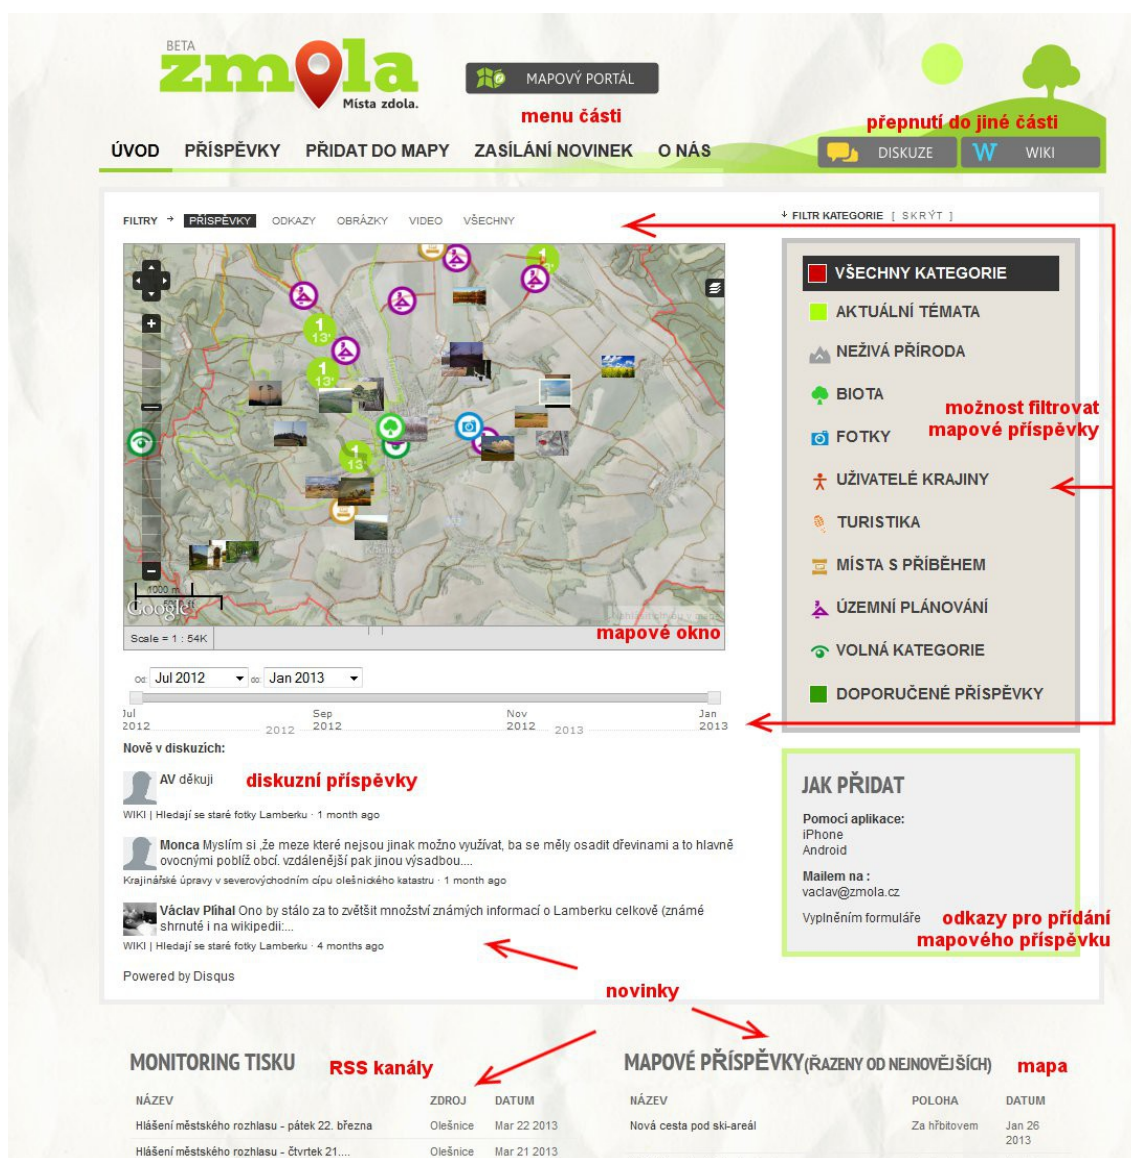 BETA
zmola
Místa zdola.
MAPOVÝ PORTÁL
menu části
přepnutí do jiné části
ÚVOD PŘÍSPĚVKY PŘIDAT DO MAPY ZASÍLÁNÍ NOVINEK O NÁS
DISKUZE WIKI
FILTRY → PŘÍSPĚVKY ODKAZY OBRÁZKY VIDEO VŠECHNY
FILTR KATEGORIE [ SKRÝT ]
VŠECHNY KATEGORIE
AKTUÁLNÍ TÉMATA
NEŽIVÁ PŘÍRODA
BIOTA
FOTKY
UŽIVATELÉ KRAJINY
TURISTIKA
MÍSTA S PŘÍBĚHEM
ÚZEMNÍ PLÁNOVÁNÍ
VOLNÁ KATEGORIE
DOPORUČENÉ PŘÍSPĚVKY
možnost filtrovat
mapové příspěvky
1
13'
1
13'
1
13'
1
13'
1000 m
Google
mapové okno
Scale = 1 : 54K
Od: Jul 2012 do: Jan 2013
Jul Sep Nov Jan
2012 2012 2012 2012 2013 2013
Nově v diskuzích:
AV děkuji
diskuzní příspěvky
WIKI | Hledají se staré fotky Lamberku · 1 month ago
Monca Myslím si ,že meze které nejsou jinak možno využívat, ba se měly osadit dřevinami a to hlavně
ovocnými poblíž obcí. vzdálenější pak jinou výsadbou....
Krajinářské úpravy v severovýchodním cípu olešnického katastru · 1 month ago
Václav Plíhal Ono by stálo za to zvětšit množství známých informací o Lamberku celkově (známé
shrnuté i na wikipedii:...
WIKI | Hledají se staré fotky Lamberku · 4 months ago
Powered by Disqus
JAK PŘIDAT
Pomocí aplikace:
iPhone
Android
Mailem na :
vaclav@zmola.cz
Vyplněním formuláře
odkazy pro přídání
mapového příspěvku
novinky
MONITORING TISKU
RSS kanály
NÁZEV ZDROJ DATUM
Hlášení městského rozhlasu - pátek 22. března Olešnice Mar 22 2013
Hlášení městského rozhlasu - čtvrtek 21.... Olešnice Mar 21 2013
MAPOVÉ PŘÍSPĚVKY(ŘAZENY OD NEJNOVĚJŠÍCH)
mapa
NÁZEV POLOHA DATUM
Nová cesta pod ski-areál Za hřbitovem Jan 26
2013